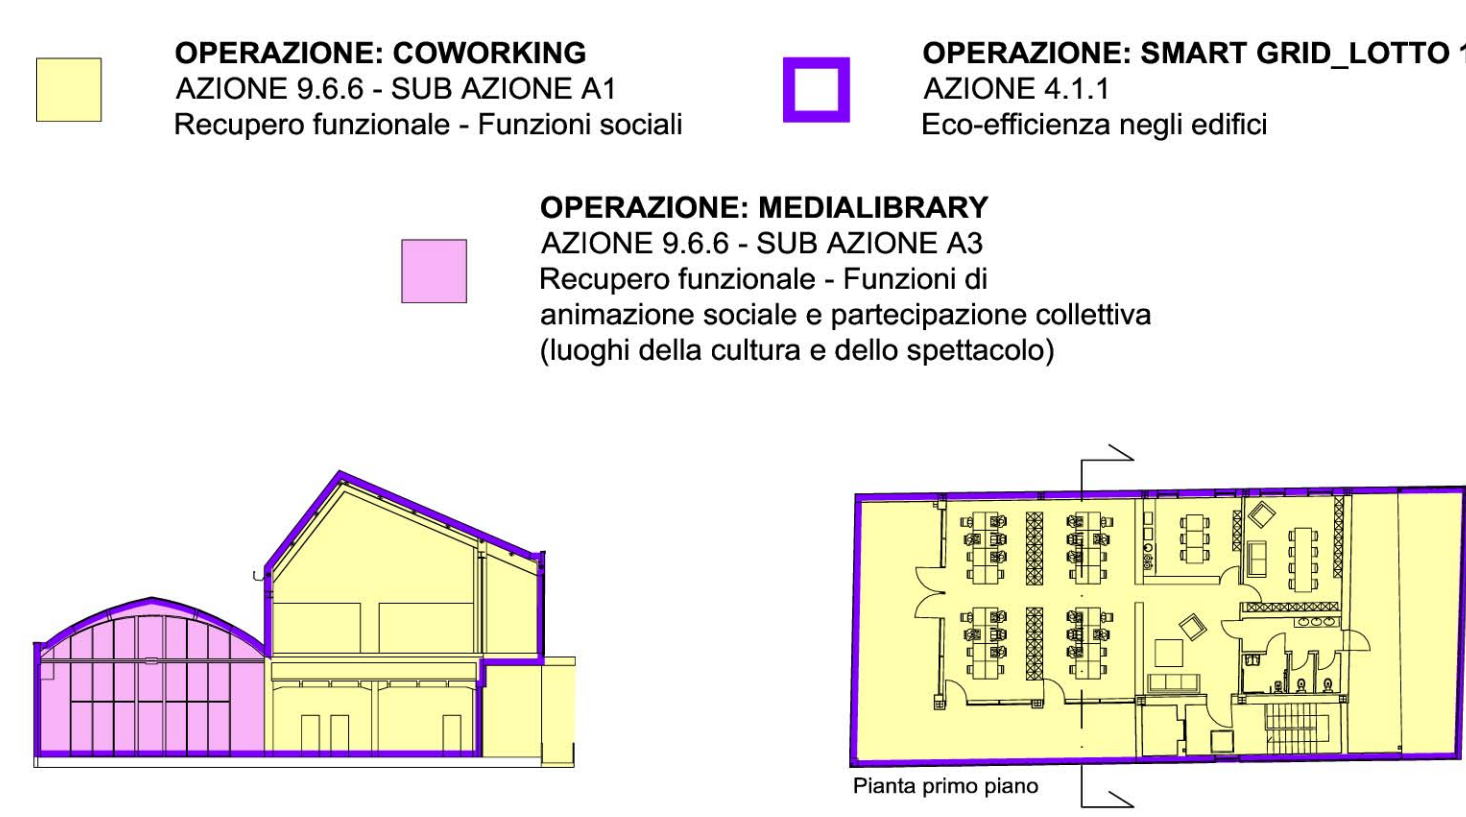 OPERAZIONE: COWORKING
AZIONE 9.6.6 - SUB AZIONE A1
Recupero funzionale - Funzioni sociali
OPERAZIONE: SMART GRID_LOTTO 1
AZIONE 4.1.1
Eco-efficienza negli edifici
OPERAZIONE: MEDIALIBRARY
AZIONE 9.6.6 - SUB AZIONE A3
Recupero funzionale - Funzioni di
animazione sociale e partecipazione collettiva
(luoghi della cultura e dello spettacolo)
Pianta primo piano